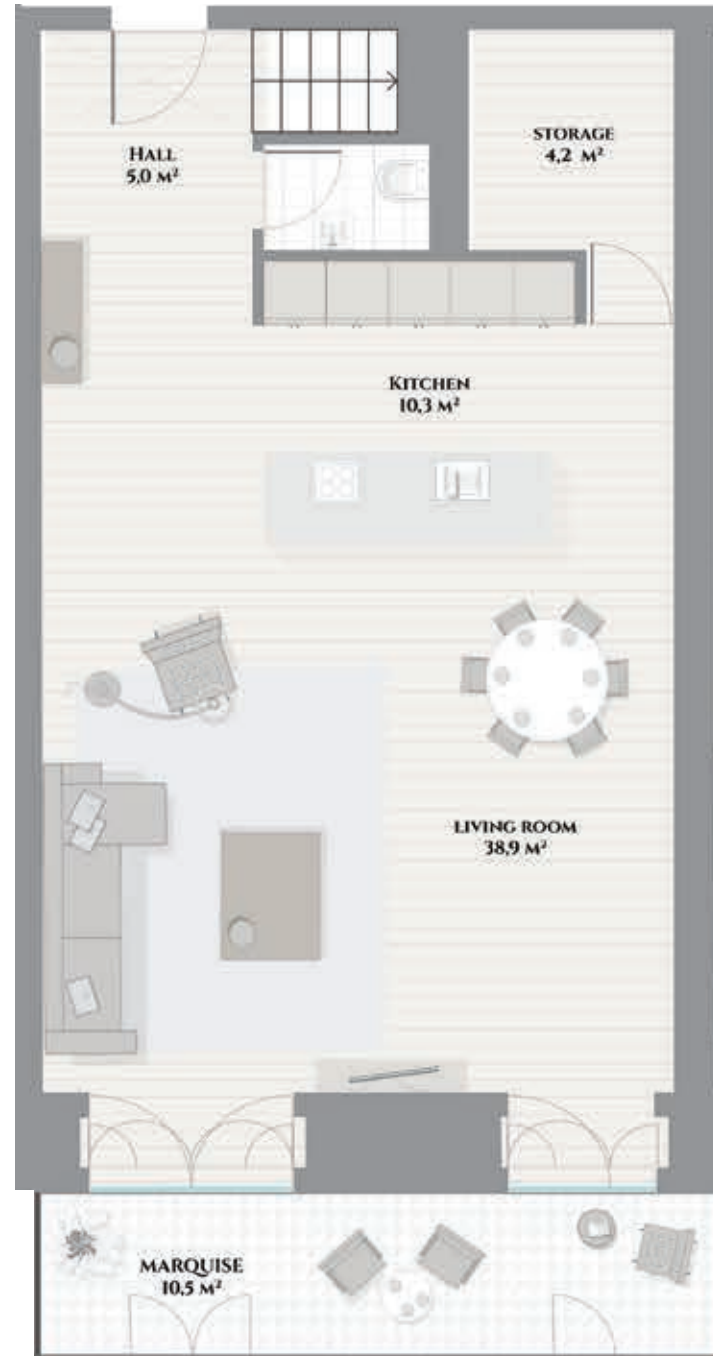 Hall
5,0 m²
STORAGE
4,2 m²
Kitchen
10,3 m²
LIVING ROOM
38,9 m²
MARQUISE
10,5 m²